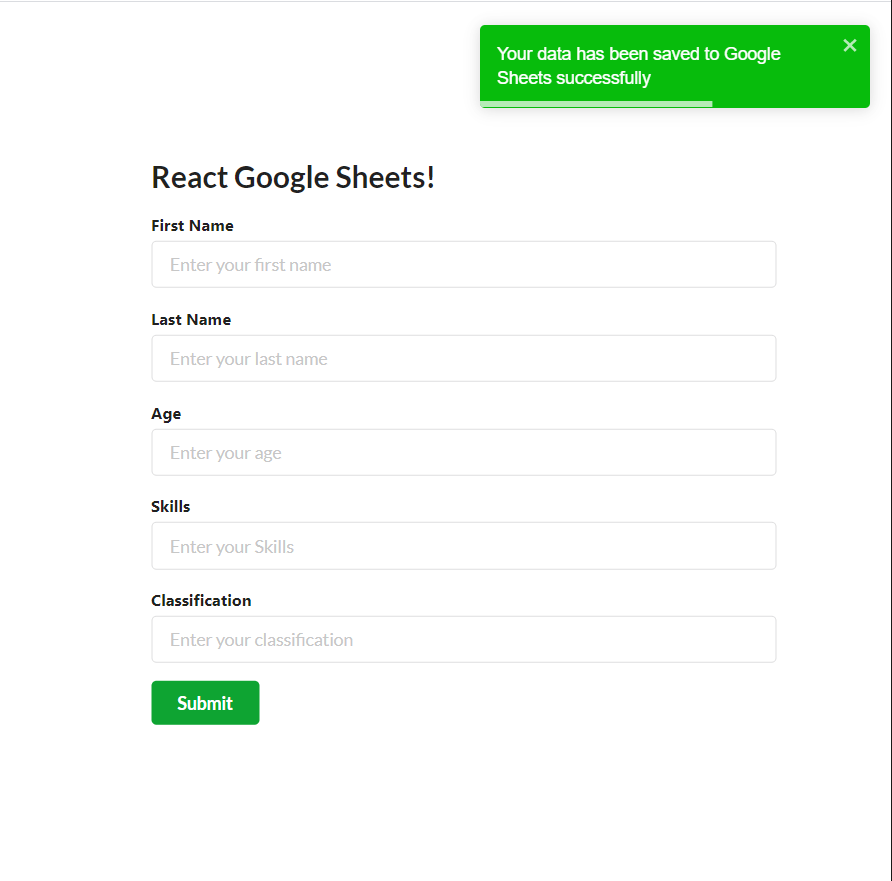 Your data has been saved to Google
Sheets successfully
React Google Sheets!
First Name
Enter your first name
Last Name
Enter your last name
Age
Enter your age
Skills
Enter your Skills
Classification
Enter your classification
Submit